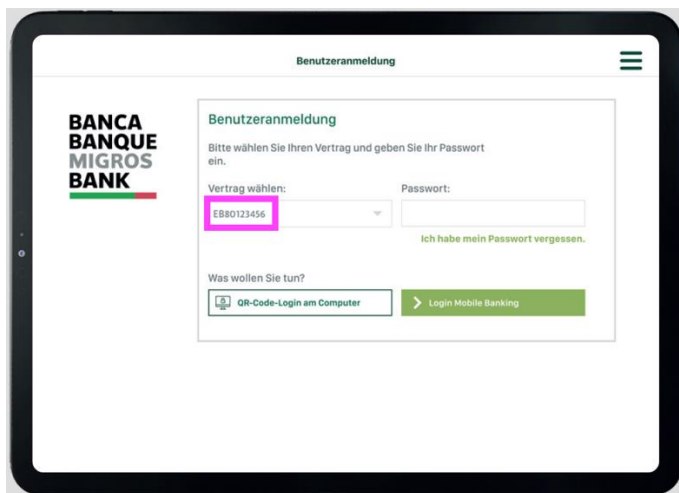 Benutzeranmeldung
BANCA
BANQUE
MIGROS
BANK
Benutzeranmeldung
Bitte wählen Sie Ihren Vertrag und geben Sie Ihr Passwort
ein.
Vertrag wählen:
Passwort:
EB80123456
Ich habe mein Passwort vergessen.
Was wollen Sie tun?
QR-Code-Login am Computer
Login Mobile Banking